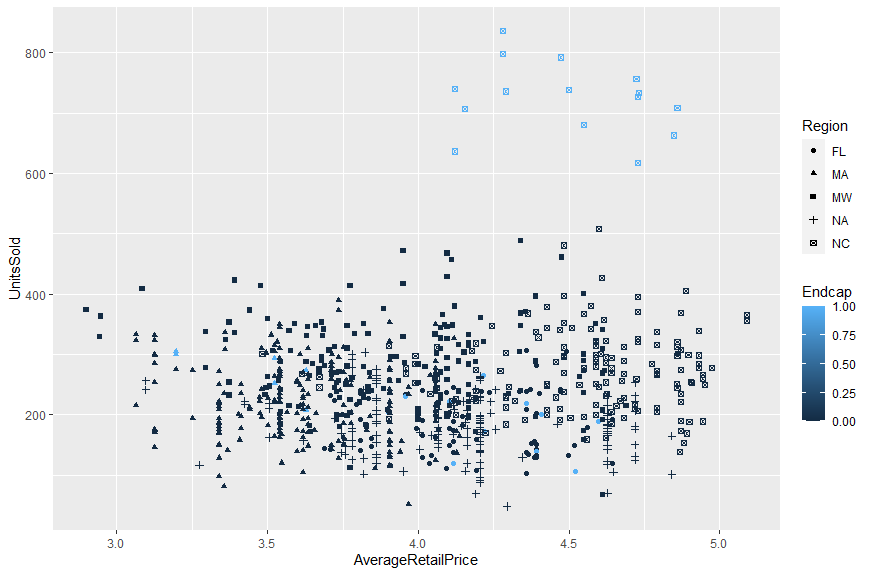 800
600
400
200
UnitsSold
3.0 3.5 4.0 4.5 5.0
AverageRetailPrice
Region
FL
MA
MW
NA
NC
Endcap
1.00
0.75
0.50
0.25
0.00